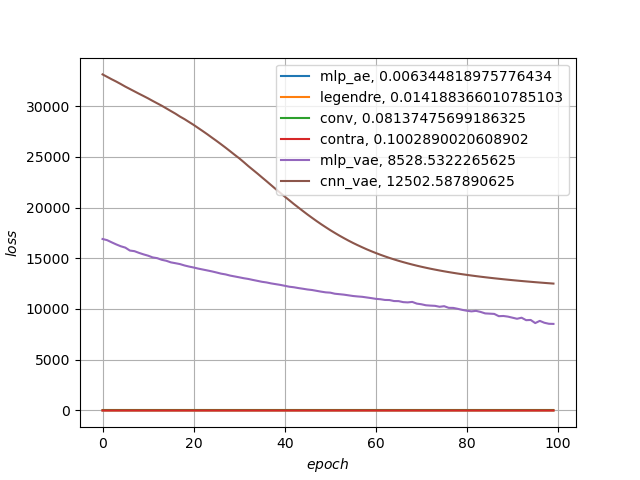 mlp_ae, 0.006344818975776434
legendre, 0.014188366010785103
conv, 0.08137475699186325
contra, 0.1002890020608902
mlp_vae, 8528.5322265625
cnn_vae, 12502.587890625
loss
30000
25000
20000
15000
10000
5000
0
0 20 40 60 80 100
epoch